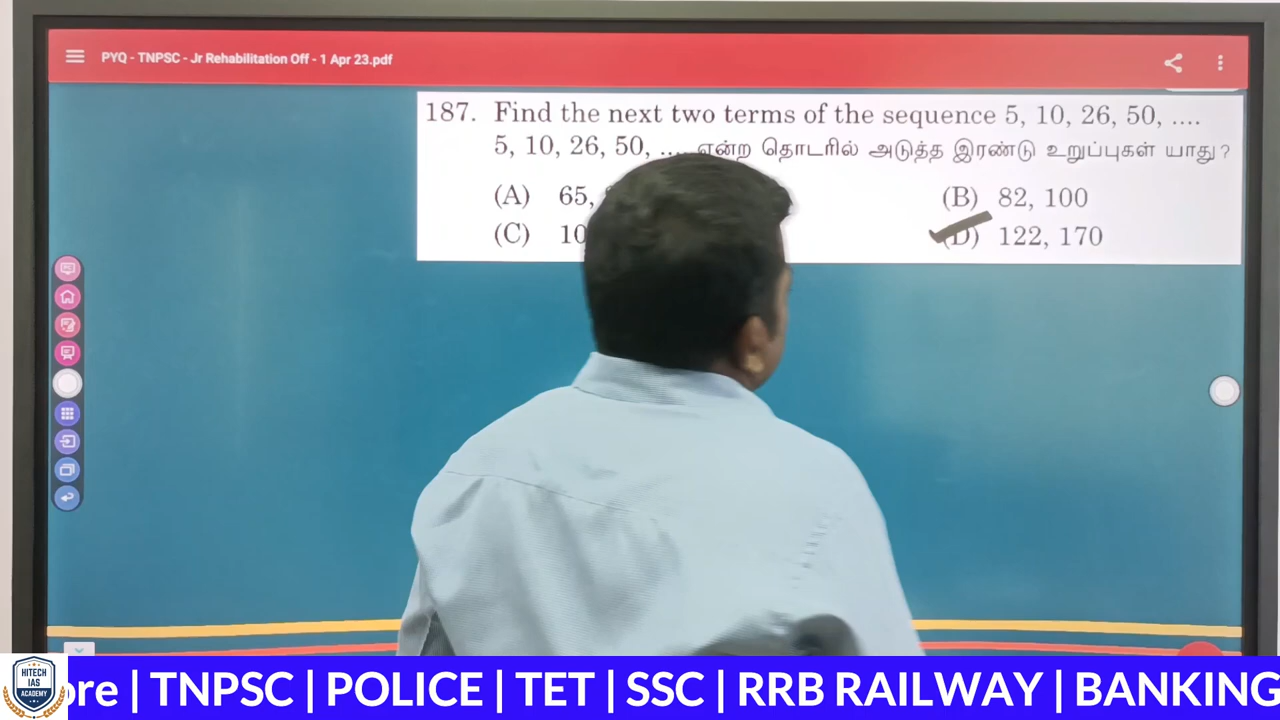 PYQ - TNPSC - Jr Rehabilitation Off - 1 Apr 23.pdf
187. Find the next two terms of the sequence 5, 10, 26, 50, ....
5, 10, 26, 50, .... என்ற தொடரில் அடுத்த இரண்டு உறுப்புகள் யாது?
(A) 65,
(B) 82, 100
(C) 10
(D) 122, 170
HITECH
IAS
ACADEMY
ore | TNPSC | POLICE | TET | SSC | RRB RAILWAY | BANKING